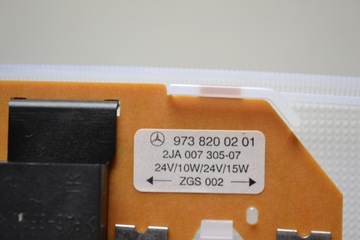 973 820 02 01
2JA 007 305-07
24V/10W/24V/15W
ZGS 002